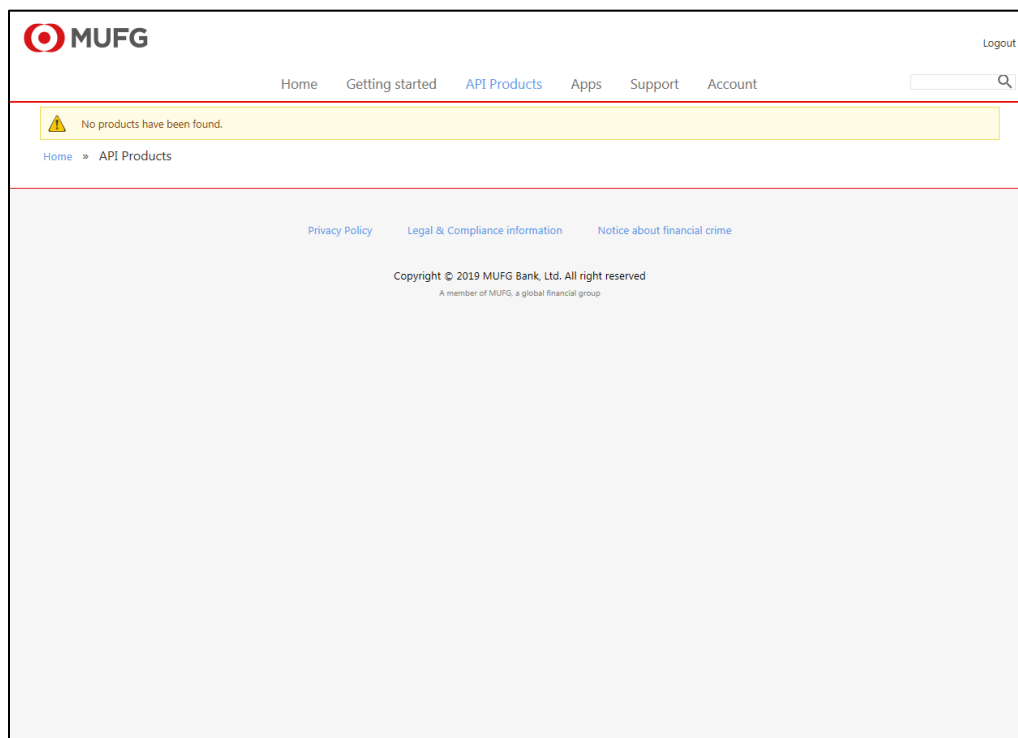 MUFG
Logout
Home Getting started API Products Apps Support Account
No products have been found.
Home » API Products
Privacy Policy Legal & Compliance information Notice about financial crime
Copyright © 2019 MUFG Bank, Ltd. All right reserved
A member of MUFG, a global financial group